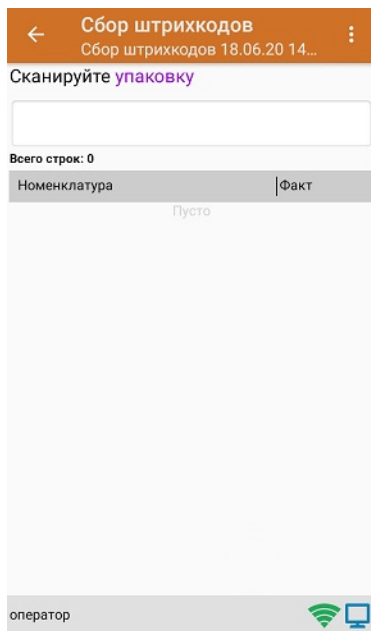 Сбор штрихкодов
Сбор штрихкодов 18.06.20 14...
Сканируйте упаковку
Всего строк: 0
Номенклатура Факт
Пусто
оператор